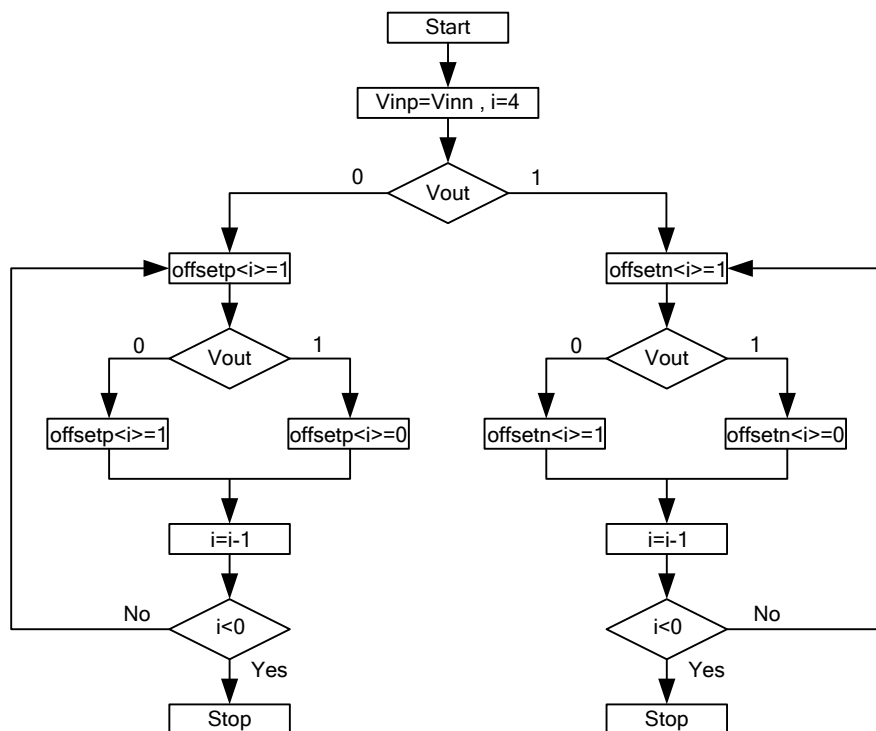 Start
Vinp=Vinn , i=4
0
Vout
1
offsetp<i>=1
offsetn<i>=1
0
Vout
1
0
Vout
1
offsetp<i>=1
offsetp<i>=0
offsetn<i>=1
offsetn<i>=0
i=i-1
i=i-1
No
i<0
i<0
No
Yes
Yes
Stop
Stop